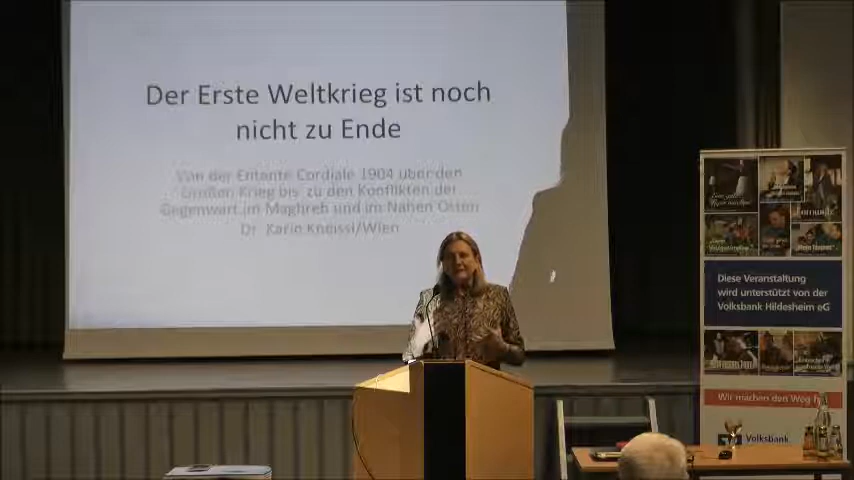 Der Erste Weltkrieg ist noch
nicht zu Ende
Von der Entante Cordiale 1904 über den
Großen Krieg bis zu den Konflikten der
Gegenwart im Maghreb und im Nahen Osten
Dr. Karin Kneissl/Wien
Diese Veranstaltung
wird unterstützt von der
Volksbank Hildesheim eG
Wir machen den Weg fr
Volksbank